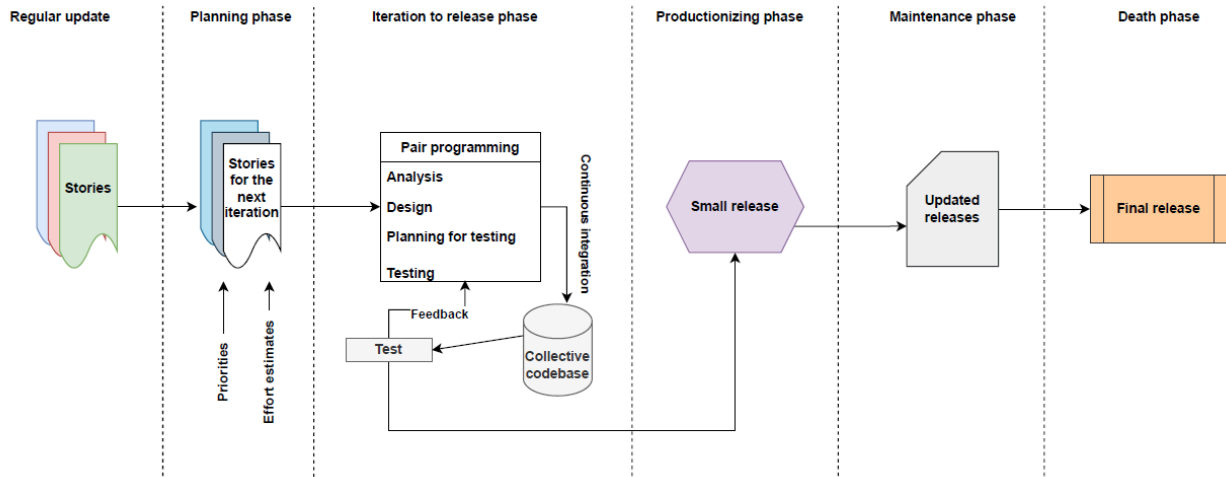 Regular update
Planning phase
Iteration to release phase
Productionizing phase
Maintenance phase
Death phase
Stories
Stories
for the
next
iteration
Priorities
Effort estimates
Pair programming
Analysis
Design
Planning for testing
Testing
Continuous integration
Feedback
Test
Collective
codebase
Small release
Updated
releases
Final release